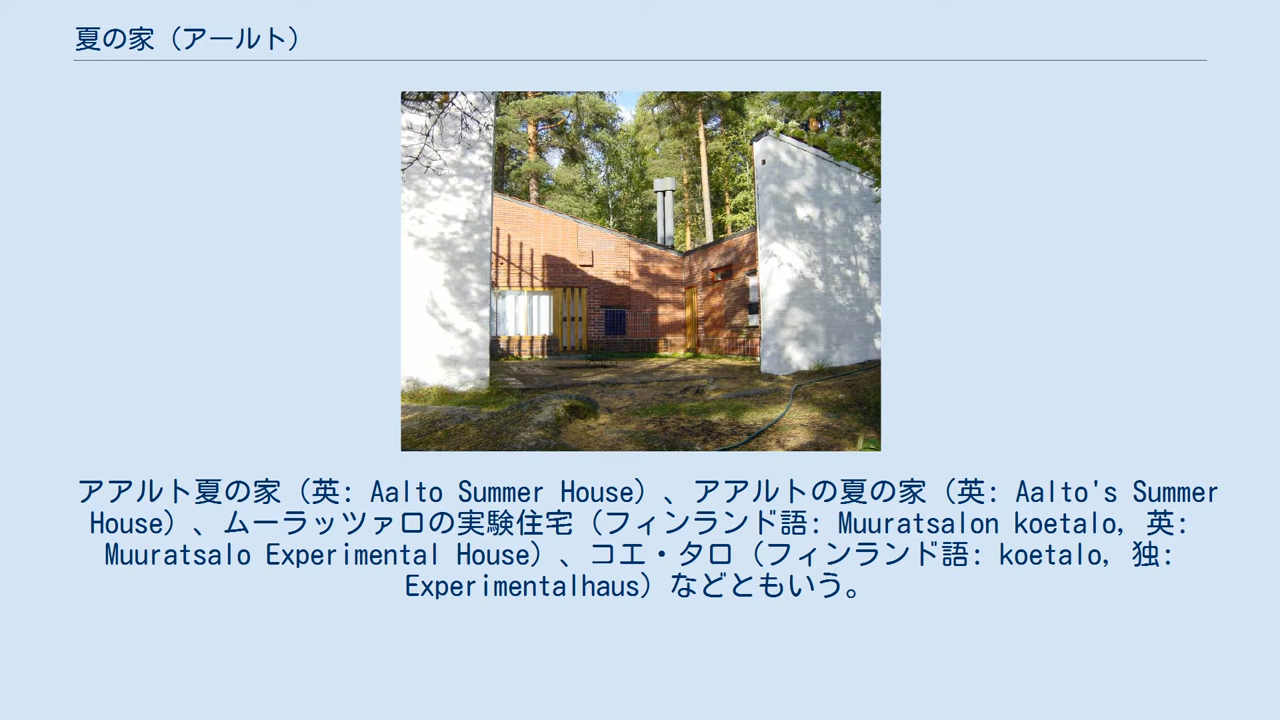 夏の家（アールト）
アアルト夏の家（英: Aalto Summer House）、アアルトの夏の家（英: Aalto's Summer
House）、ムーラッツァロの実験住宅（フィンランド語: Muuratsalon koetalo, 英:
Muuratsalo Experimental House）、コエ・タロ（フィンランド語: koetalo, 独:
Experimentalhaus）などともいう。